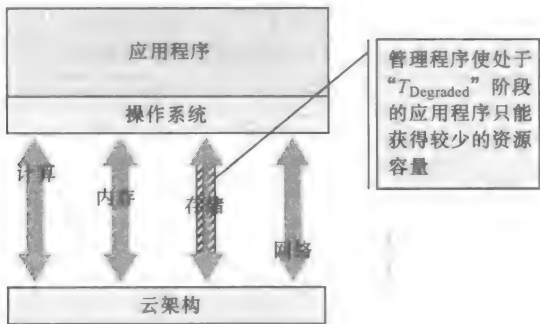 应用程序
操作系统
计算
内存
存储
网络
云架构
管理程序使处于
“T_Degraded”阶段
的应用程序只能
获得较少的资源
容量